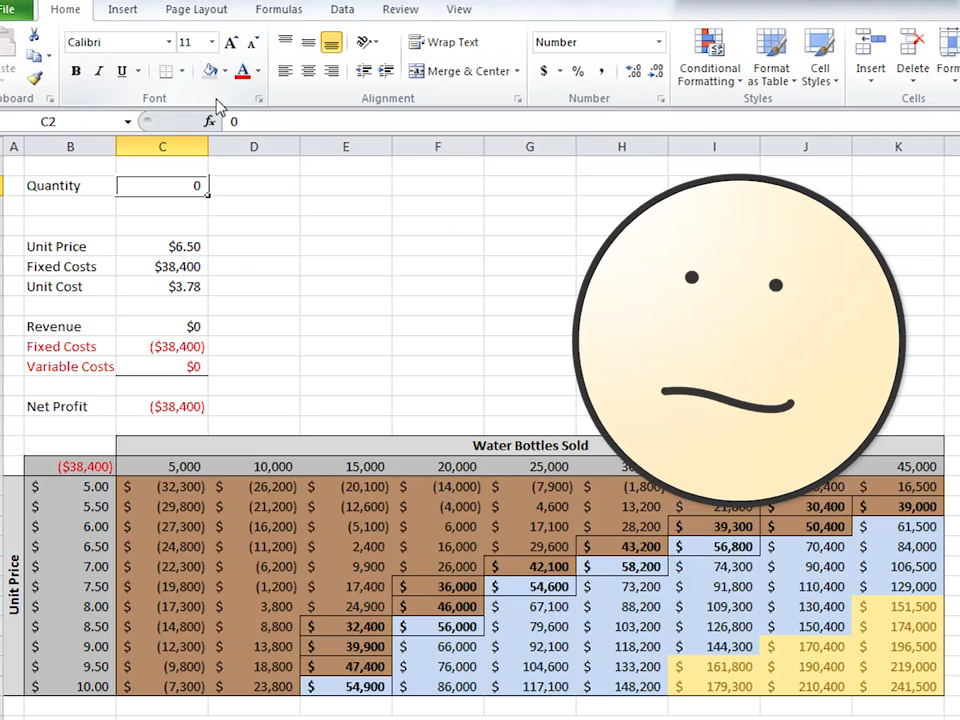 File Home Insert Page Layout Formulas Data Review View
Calibri 11 A A Wrap Text Number Conditional Formatting Format as Table Cell Styles Insert Delete
B I U A Merge & Center $ % , .0 .00 .00 .0
Font Alignment Number Styles Cells
C2 fx 0
A B C D E F G H I J K
Quantity 0
Unit Price $6.50
Fixed Costs $38,400
Unit Cost $3.78
Revenue $0
Fixed Costs ($38,400)
Variable Costs $0
Net Profit ($38,400)
Water Bottles Sold
($38,400) 5,000 10,000 15,000 20,000 25,000 45,000
Unit Price
$ 5.00 $ (32,300) $ (26,200) $ (20,100) $ (14,000) $ (7,900) $ $ 16,500
$ 5.50 $ (29,800) $ (21,200) $ (12,600) $ (4,000) $ 4,600 $ 13,200 $ $ 30,400 $ 39,000
$ 6.00 $ (27,300) $ (16,200) $ (5,100) $ 6,000 $ 17,100 $ 28,200 $ 39,300 $ 50,400 $ 61,500
$ 6.50 $ (24,800) $ (11,200) $ 2,400 $ 16,000 $ 29,600 $ 43,200 $ 56,800 $ 70,400 $ 84,000
$ 7.00 $ (22,300) $ (6,200) $ 9,900 $ 26,000 $ 42,100 $ 58,200 $ 74,300 $ 90,400 $ 106,500
$ 7.50 $ (19,800) $ (1,200) $ 17,400 $ 36,000 $ 54,600 $ 73,200 $ 91,800 $ 110,400 $ 129,000
$ 8.00 $ (17,300) $ 3,800 $ 24,900 $ 46,000 $ 67,100 $ 88,200 $ 109,300 $ 130,400 $ 151,500
$ 8.50 $ (14,800) $ 8,800 $ 32,400 $ 56,000 $ 79,600 $ 103,200 $ 126,800 $ 150,400 $ 174,000
$ 9.00 $ (12,300) $ 13,800 $ 39,900 $ 66,000 $ 92,100 $ 118,200 $ 144,300 $ 170,400 $ 196,500
$ 9.50 $ (9,800) $ 18,800 $ 47,400 $ 76,000 $ 104,600 $ 133,200 $ 161,800 $ 190,400 $ 219,000
$ 10.00 $ (7,300) $ 23,800 $ 54,900 $ 86,000 $ 117,100 $ 148,200 $ 179,300 $ 210,400 $ 241,500